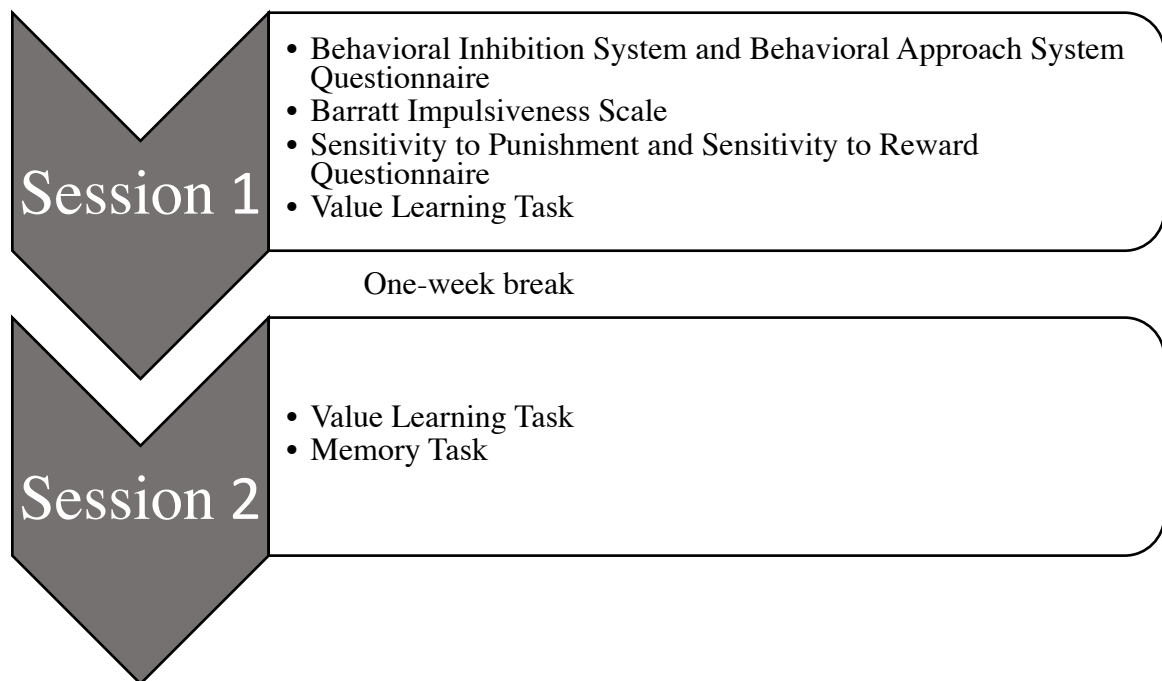 Session 1
• Behavioral Inhibition System and Behavioral Approach System
Questionnaire
• Barratt Impulsiveness Scale
• Sensitivity to Punishment and Sensitivity to Reward
Questionnaire
• Value Learning Task
One-week break
Session 2
• Value Learning Task
• Memory Task